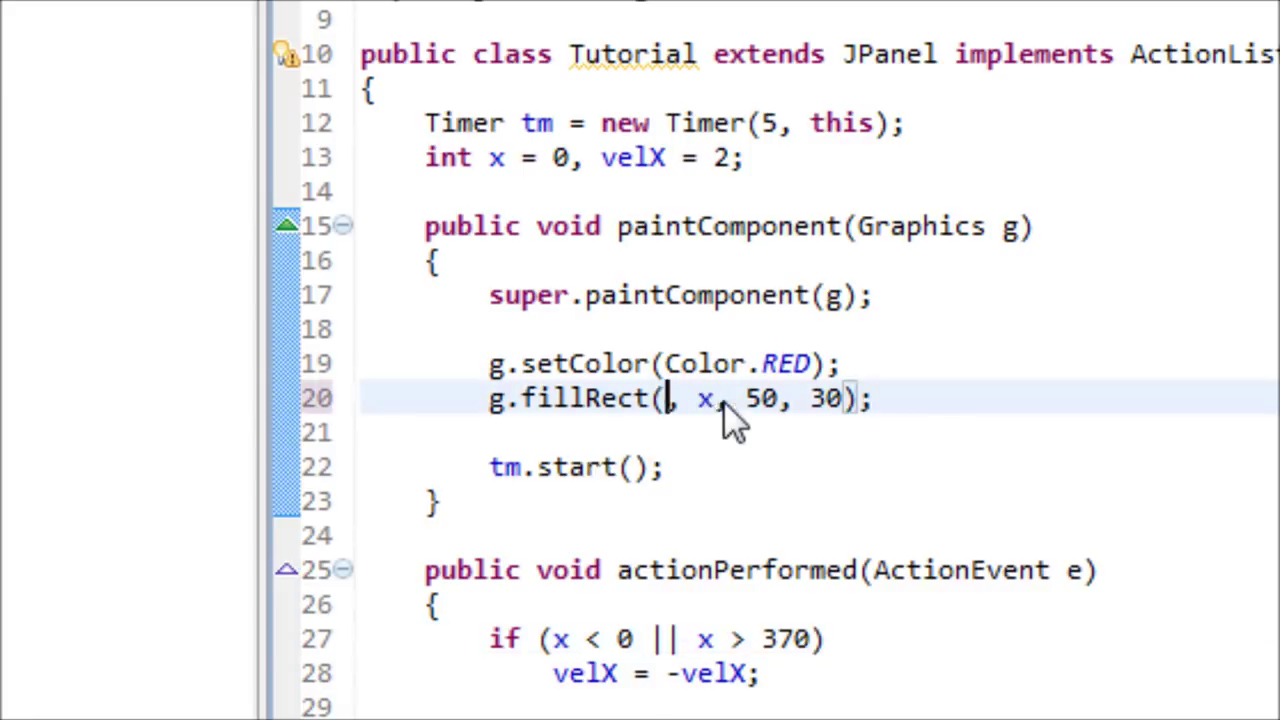 9
10 public class Tutorial extends JPanel implements ActionLis
11 {
12 Timer tm = new Timer(5, this);
13 int x = 0, velX = 2;
14
15 public void paintComponent(Graphics g)
16 {
17 super.paintComponent(g);
18
19 g.setColor(Color.RED);
20 g.fillRect(, x, 50, 30);
21
22 tm.start();
23 }
24
25 public void actionPerformed(ActionEvent e)
26 {
27 if (x < 0 || x > 370)
28 velX = -velX;
29